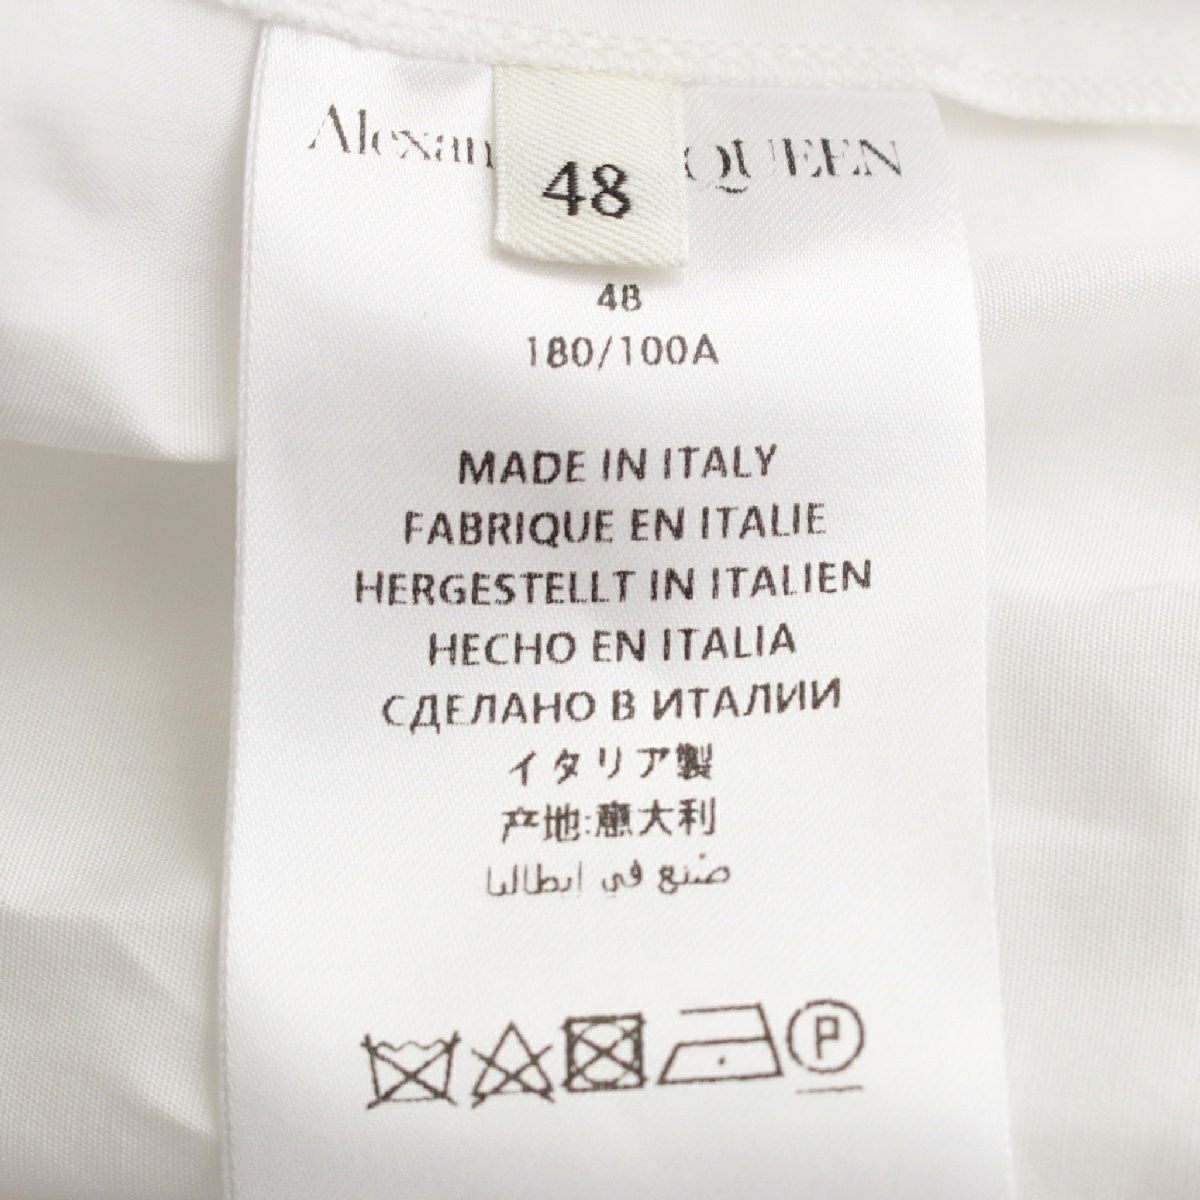 Alexan QUEEN
48
48
180/100A
MADE IN ITALY
FABRIQUE EN ITALIE
HERGESTELLT IN ITALIEN
HECHO EN ITALIA
СДЕЛАНО В ИТАЛИИ
イタリア製
产地:意大利
صنع في إيطاليا
P